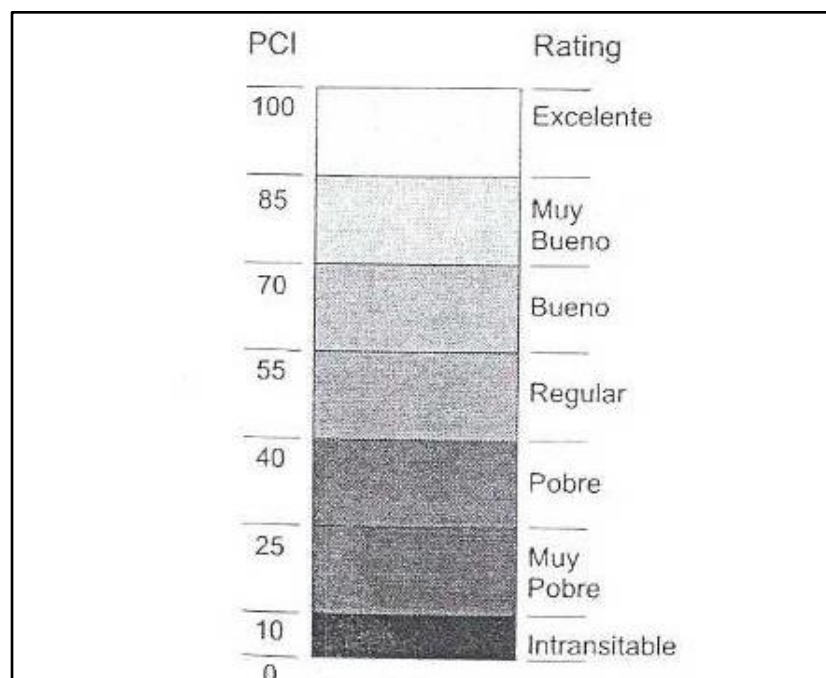 PCI Rating
100 Excelente
85 Muy
Bueno
70 Bueno
55 Regular
40 Pobre
25 Muy
Pobre
10 Intransitable
0